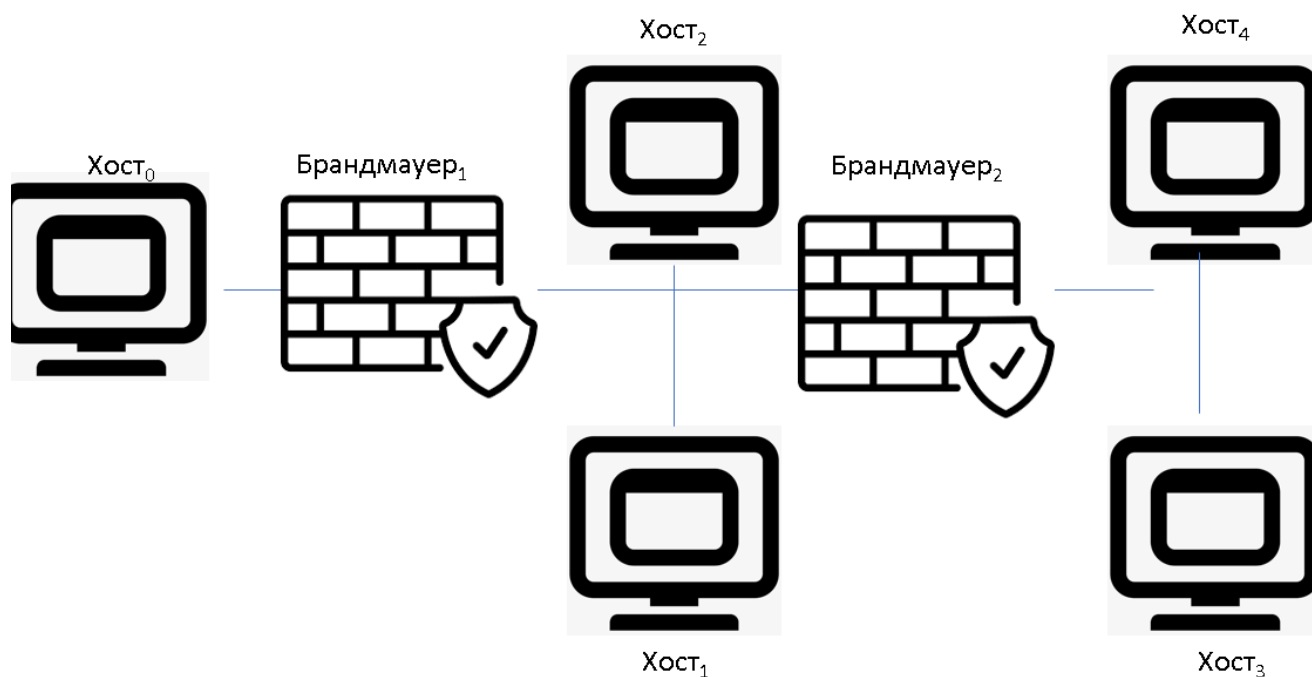 Хост₂
Хост₄
Хост₀
Брандмауер₁
Брандмауер₂
Хост₁
Хост₃